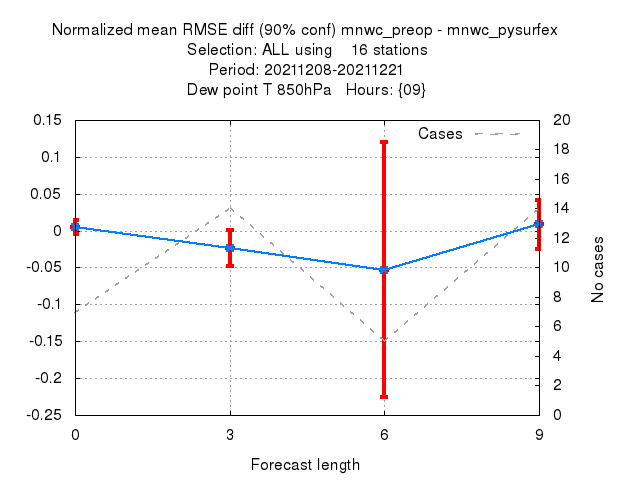 Normalized mean RMSE diff (90% conf) mnwc_preop - mnwc_pysurfex
Selection: ALL using    16 stations
Period: 20211208-20211221
Dew point T 850hPa   Hours: {09}
Cases
0.15
0.1
0.05
0
-0.05
-0.1
-0.15
-0.2
-0.25
20
18
16
14
12
10
8
6
4
2
0
No cases
0 3 6 9
Forecast length